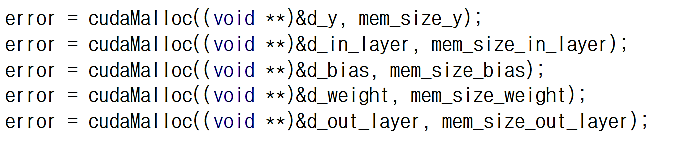 error = cudaMalloc((void **)&d_y, mem_size_y);
error = cudaMalloc((void **)&d_in_layer, mem_size_in_layer);
error = cudaMalloc((void **)&d_bias, mem_size_bias);
error = cudaMalloc((void **)&d_weight, mem_size_weight);
error = cudaMalloc((void **)&d_out_layer, mem_size_out_layer);